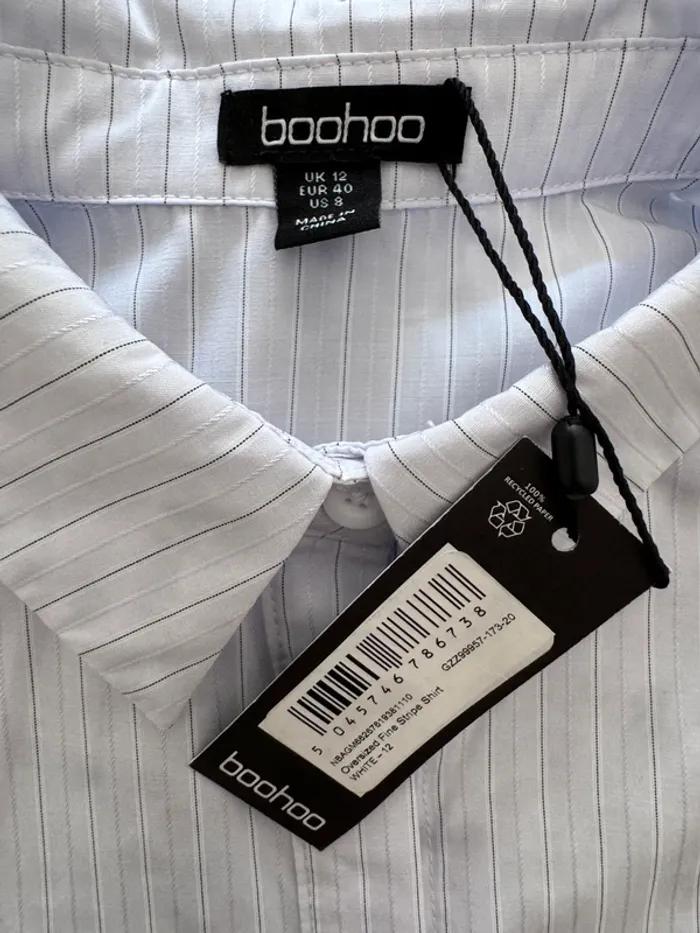 boohoo
UK 12
EUR 40
US 8
MADE IN
CHINA
100%
RECYCLED PAPER
5 045746 786738
GZZ99957-173-20
NBAGM66267619381110
Oversized Fine Stripe Shirt
WHITE - 12
boohoo